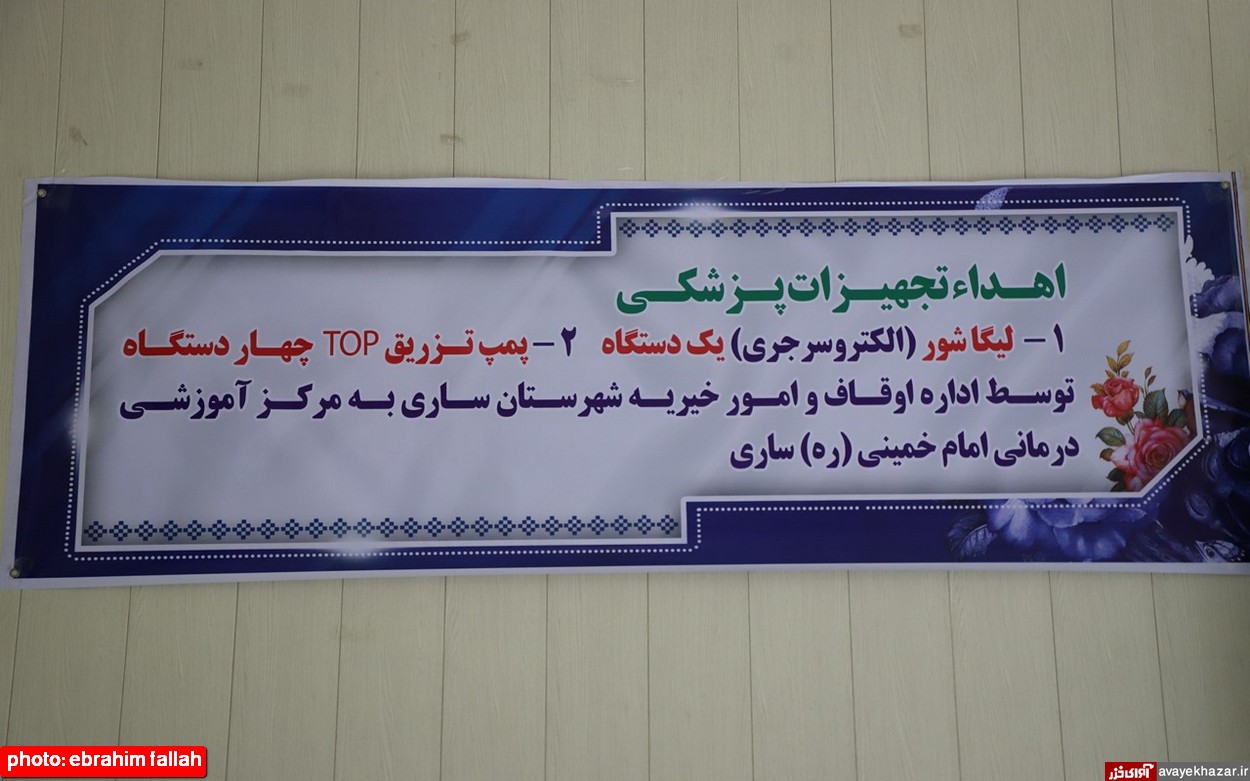 اهداء تجهیزات پزشکی
۱- لیگا شور (الکتروسرجری) یک دستگاه ۲- پمپ تزریق TOP چهار دستگاه
توسط اداره اوقاف و امور خیریه شهرستان ساری به مرکز آموزشی
درمانی امام خمینی (ره) ساری
photo: ebrahim fallah
آوای خزر avayekhazar.ir